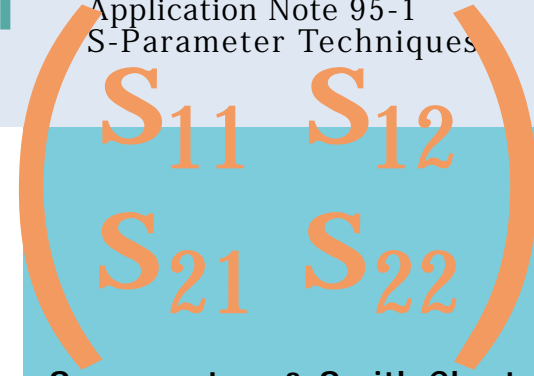 Application Note 95-1
S-Parameter Techniques
S11 S12
S21 S22